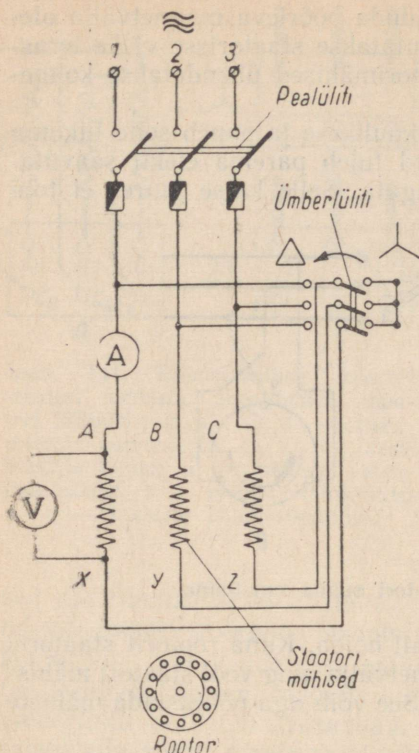 1 2 3
Pealüliti
Ümberlüliti
A
A B C
V
X Y Z
Staatori
mähised
Rootor